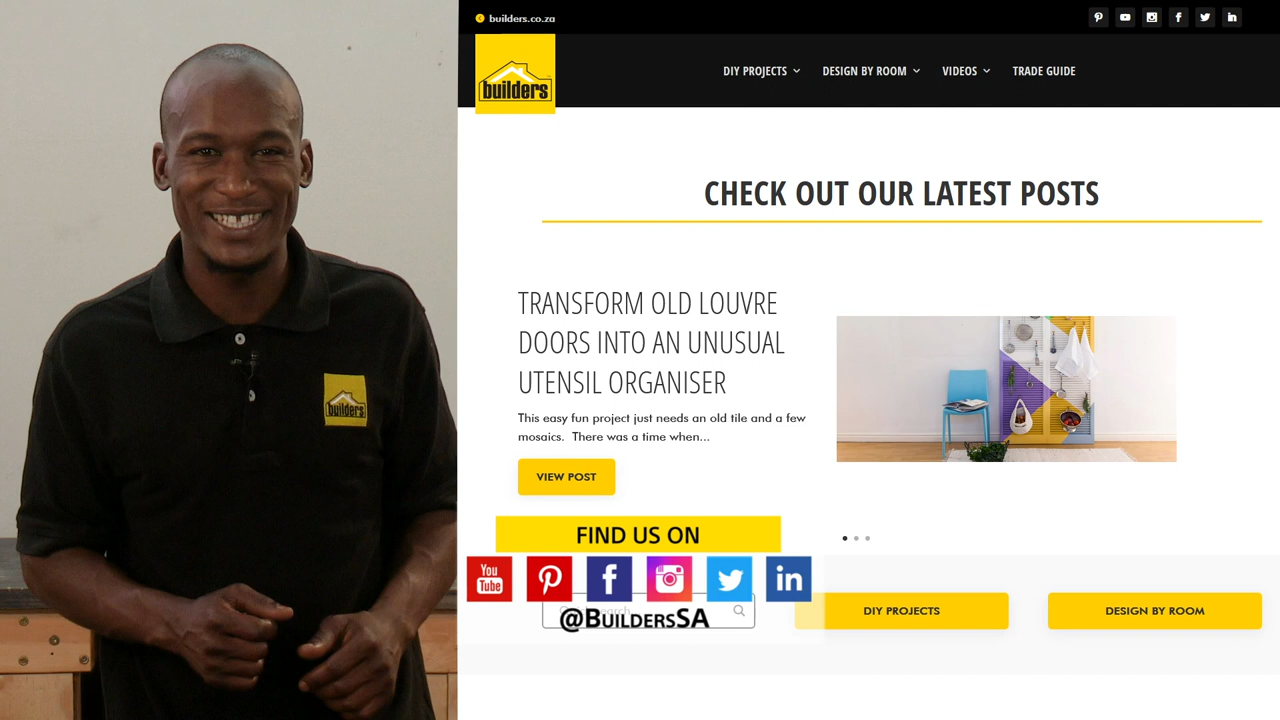 builders.co.za
builders
DIY PROJECTS
DESIGN BY ROOM
VIDEOS
TRADE GUIDE
CHECK OUT OUR LATEST POSTS
TRANSFORM OLD LOUVRE
DOORS INTO AN UNUSUAL
UTENSIL ORGANISER
This easy fun project just needs an old tile and a few
mosaics. There was a time when...
VIEW POST
builders
FIND US ON
You
Tube
@BUILDERSSA
DIY PROJECTS
DESIGN BY ROOM